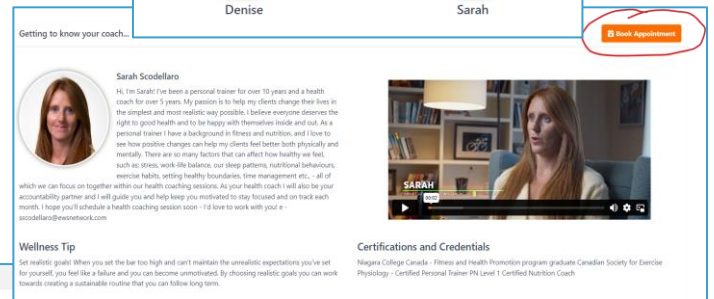 Denise Sarah
Getting to know your coach...
Book Appointment
Sarah Scodellaro
Hi, I'm Sarah! I've been a personal trainer for over 10 years and a health
coach for over 5 years. My passion is to help my clients change their lives in
the simplest and most realistic way possible. I believe everyone deserves the
right to good health and to be happy with themselves inside and out. As a
personal trainer I have a background in fitness and nutrition, and I love to
see how positive changes can help my clients feel better both physically and
mentally. There are so many factors that can affect how healthy we feel,
such as: stress, work-life balance, our sleep patterns, nutritional behaviours,
exercise habits, setting healthy boundaries, time management etc., - all of
which we can focus on together within our health coaching sessions. As your health coach I will also be your
accountability partner and I will guide you and help keep you motivated to stay focused and on track each
month. I hope you'll schedule a health coaching session soon - I'd love to work with you! e -
sscodellaro@ewsnetwork.com
SARAH
00:00
Wellness Tip
Set realistic goals! When you set the bar too high and can't maintain the unrealistic expectations you've set
for yourself, you feel like a failure and you can become unmotivated. By choosing realistic goals you can work
towards creating a sustainable routine that you can follow long term.
Certifications and Credentials
Niagara College Canada - Fitness and Health Promotion program graduate Canadian Society for Exercise
Physiology - Certified Personal Trainer PN Level 1 Certified Nutrition Coach